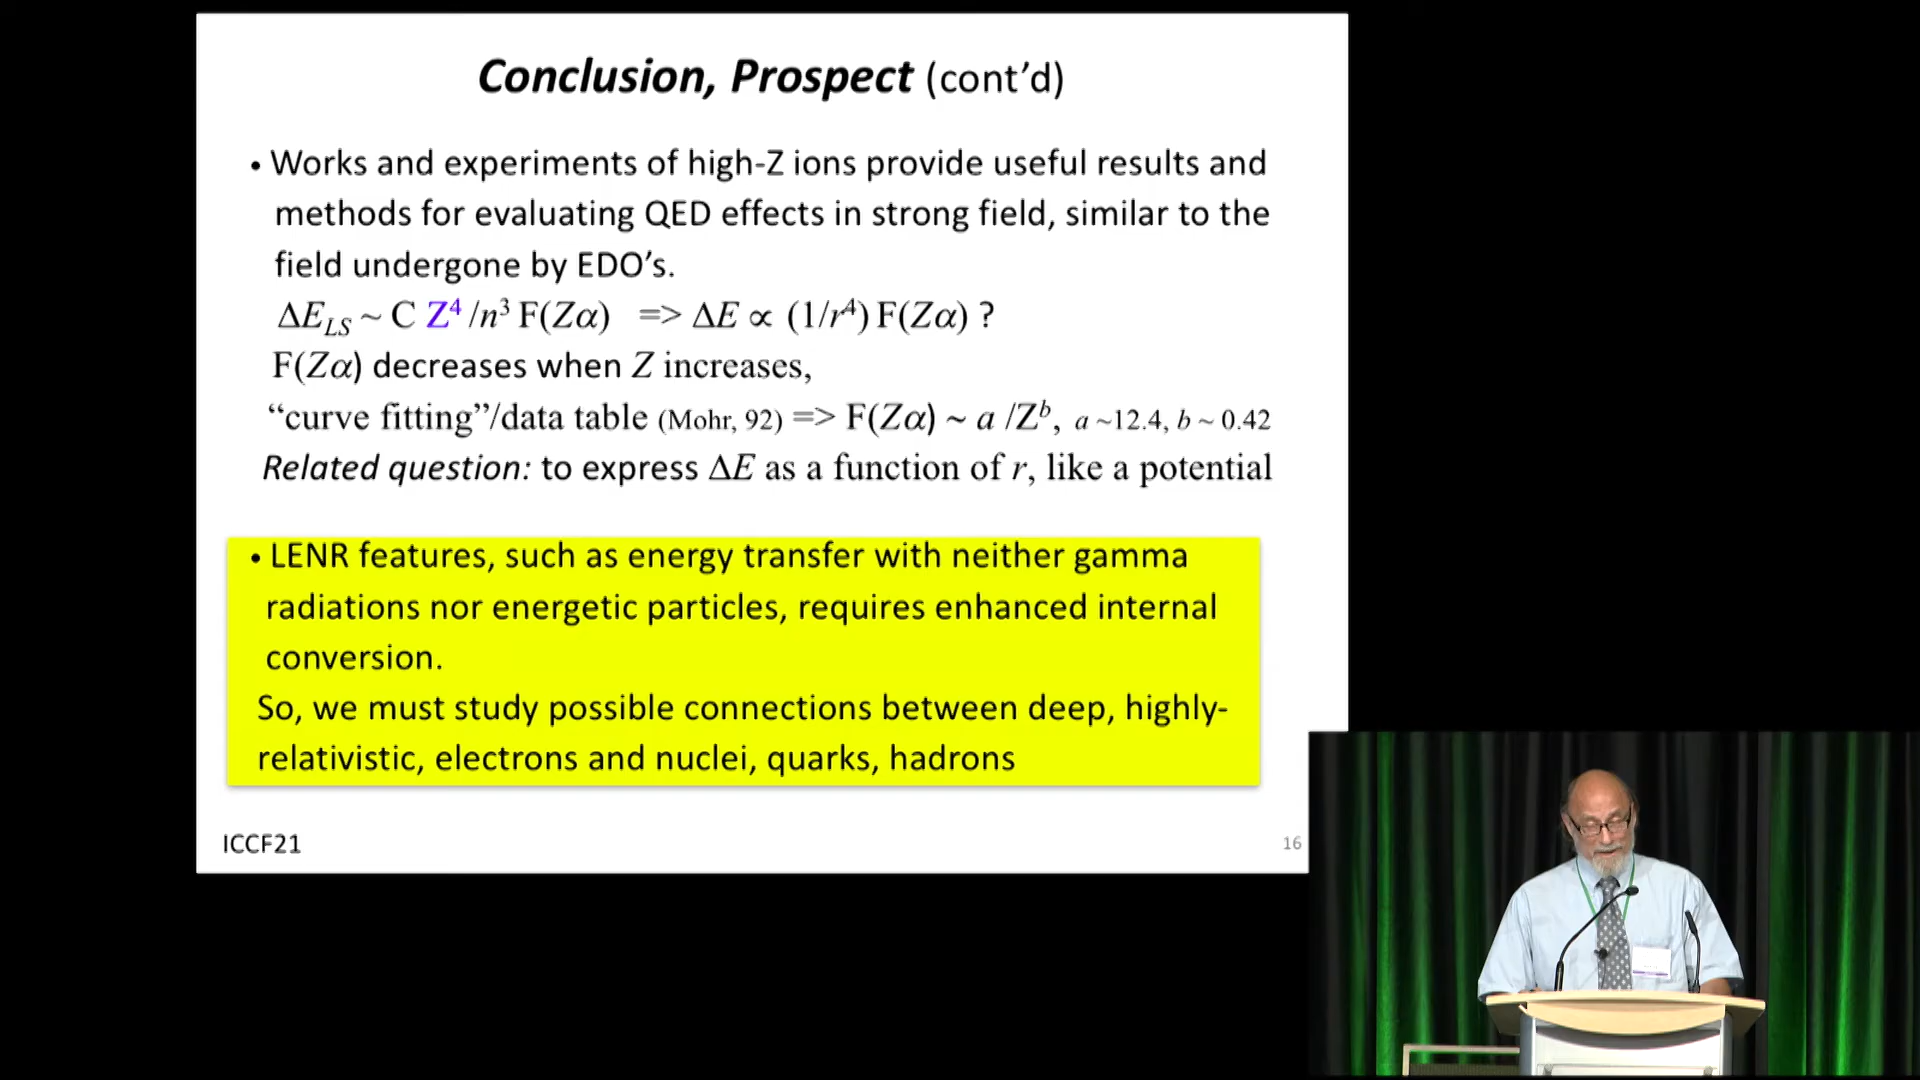 Conclusion, Prospect (cont’d)
• Works and experiments of high-Z ions provide useful results and
methods for evaluating QED effects in strong field, similar to the
field undergone by EDO’s.
ΔE_LS ~ C Z⁴ /n³ F(Zα) => ΔE ∝ (1/r⁴) F(Zα) ?
F(Zα) decreases when Z increases,
“curve fitting”/data table (Mohr, 92) => F(Zα) ~ a /Zᵇ, a ~12.4, b ~ 0.42
Related question: to express ΔE as a function of r, like a potential
• LENR features, such as energy transfer with neither gamma
radiations nor energetic particles, requires enhanced internal
conversion.
So, we must study possible connections between deep, highly-
relativistic, electrons and nuclei, quarks, hadrons
ICCF21
16